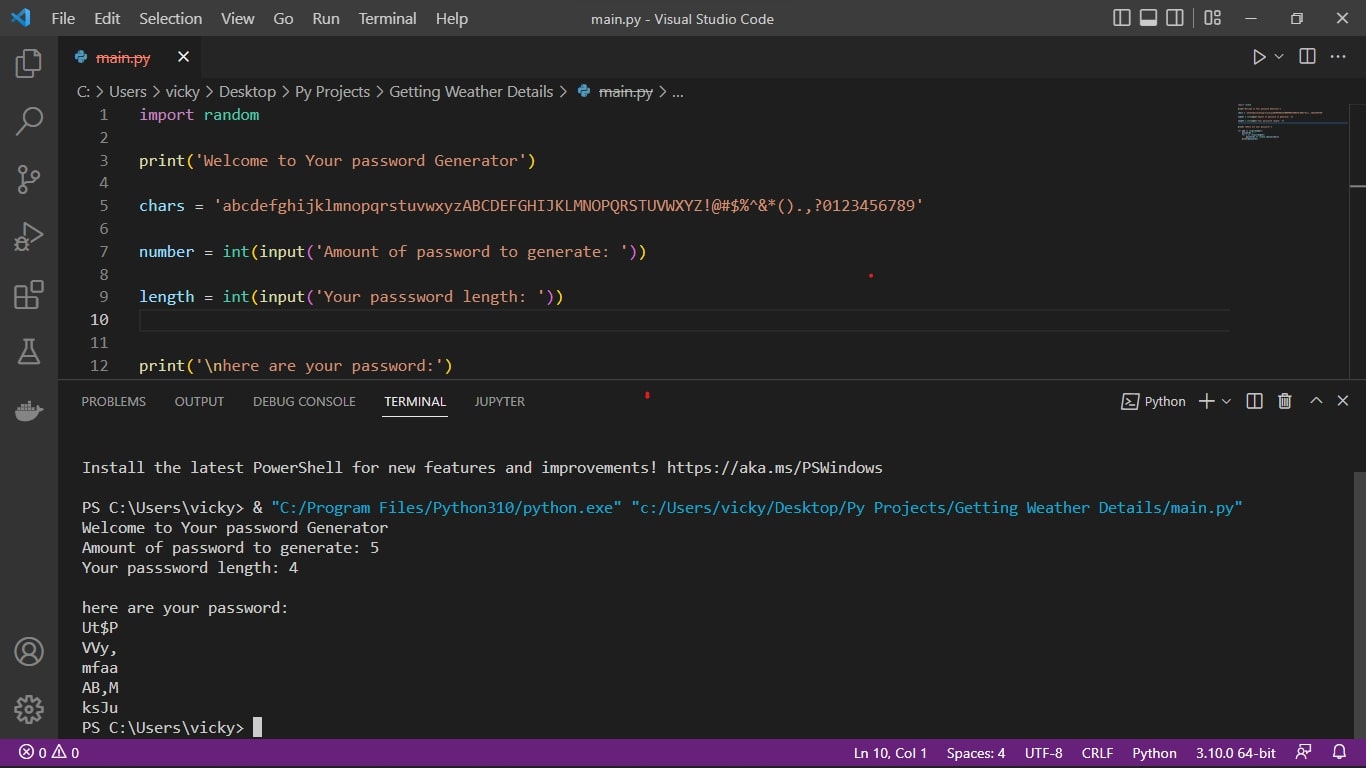 File Edit Selection View Go Run Terminal Help main.py - Visual Studio Code
main.py
C: > Users > vicky > Desktop > Py Projects > Getting Weather Details > main.py > ...
1 import random
2
3 print('Welcome to Your password Generator')
4
5 chars = 'abcdefghijklmnopqrstuvwxyzABCDEFGHIJKLMNOPQRSTUVWXYZ!@#$%^&*().,?0123456789'
6
7 number = int(input('Amount of password to generate: '))
8
9 length = int(input('Your passsword length: '))
10
11
12 print('\nhere are your password:')
PROBLEMS OUTPUT DEBUG CONSOLE TERMINAL JUPYTER Python
Install the latest PowerShell for new features and improvements! https://aka.ms/PSWindows
PS C:\Users\vicky> & "C:/Program Files/Python310/python.exe" "c:/Users/vicky/Desktop/Py Projects/Getting Weather Details/main.py"
Welcome to Your password Generator
Amount of password to generate: 5
Your passsword length: 4
here are your password:
Ut$P
VVy,
mfaa
AB,M
ksJu
PS C:\Users\vicky>
0 0 Ln 10, Col 1 Spaces: 4 UTF-8 CRLF Python 3.10.0 64-bit